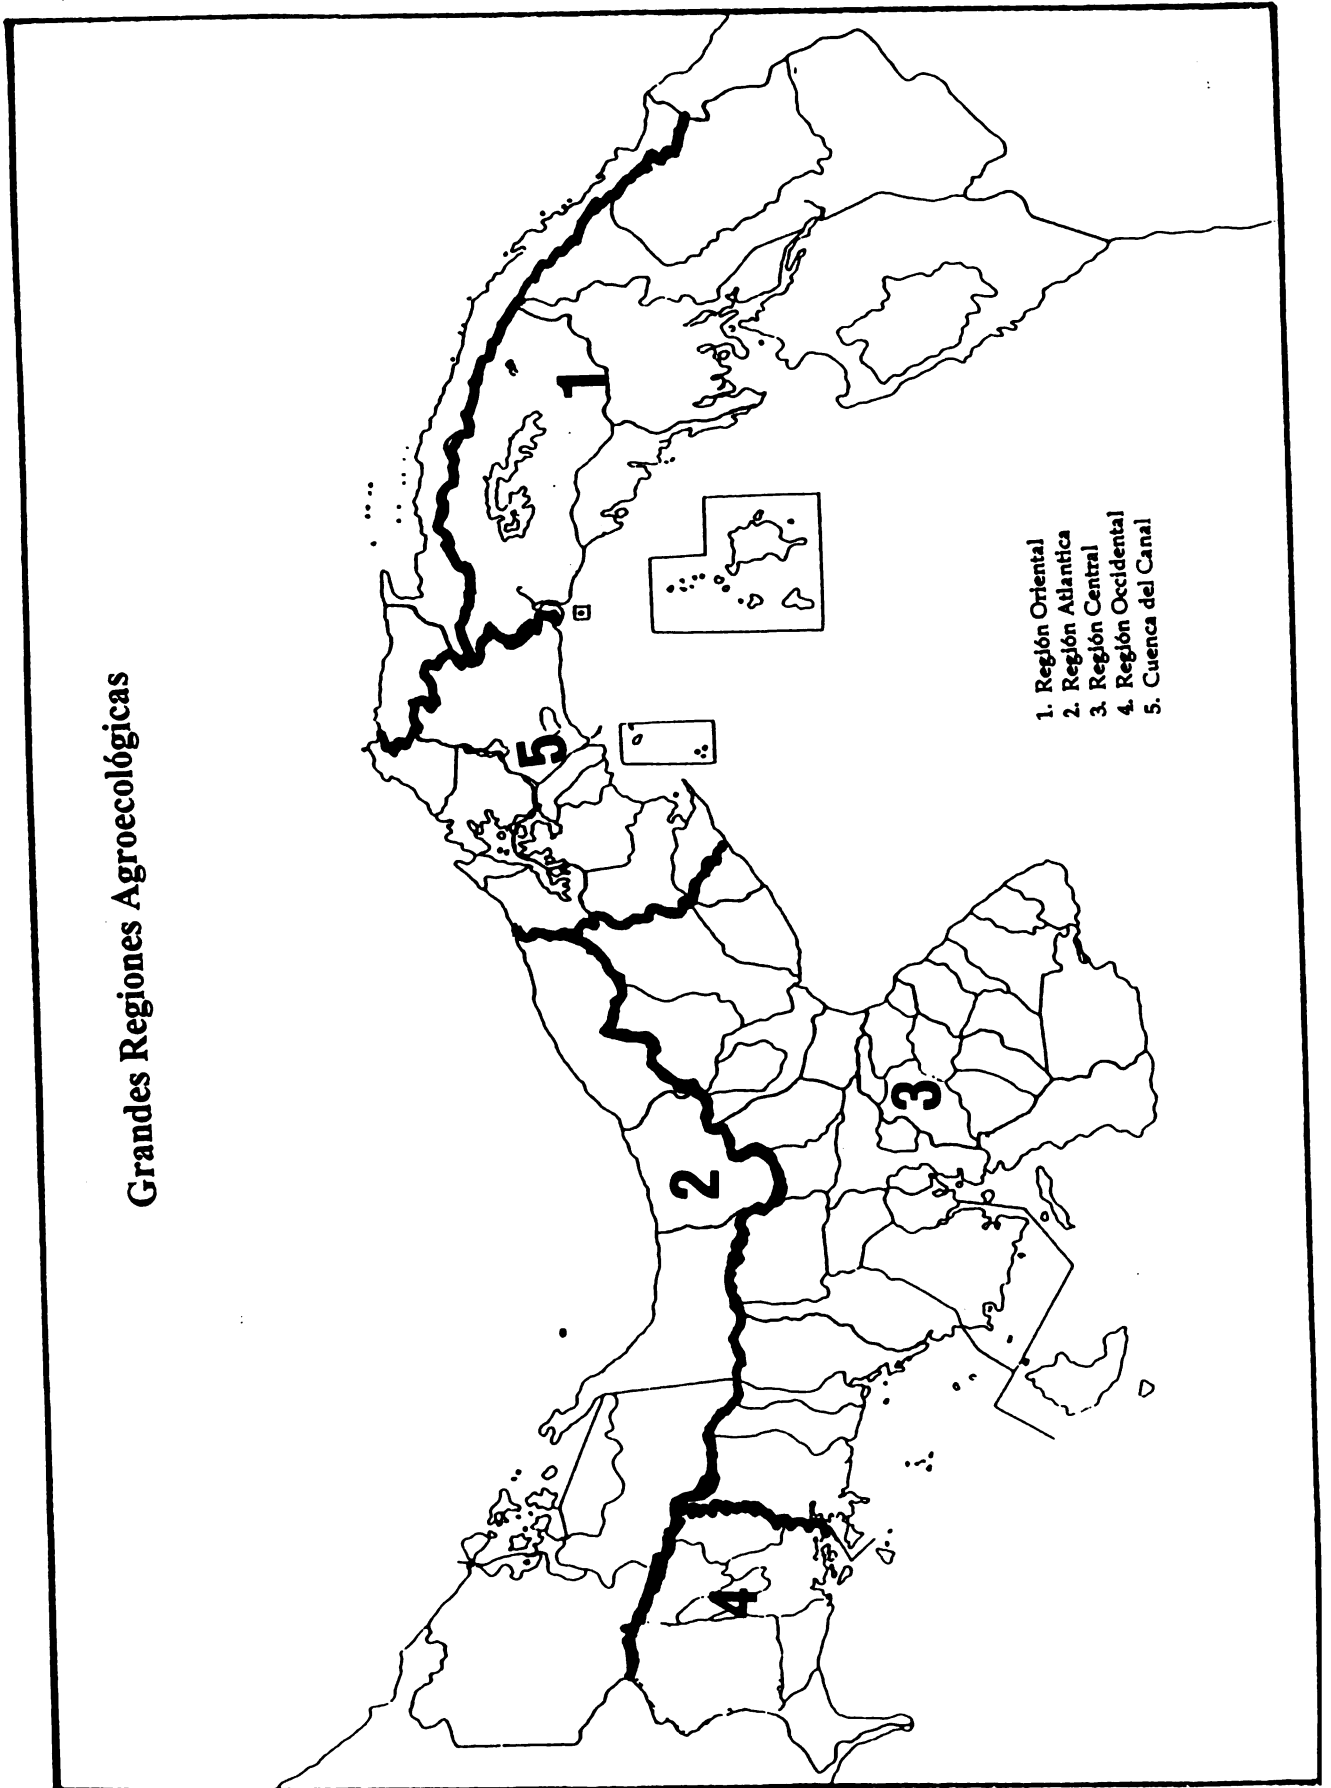 Grandes Regiones Agroecológicas
1
5
2
3
4
1. Región Oriental
2. Región Atlantica
3. Región Central
4. Región Occidental
5. Cuenca del Canal